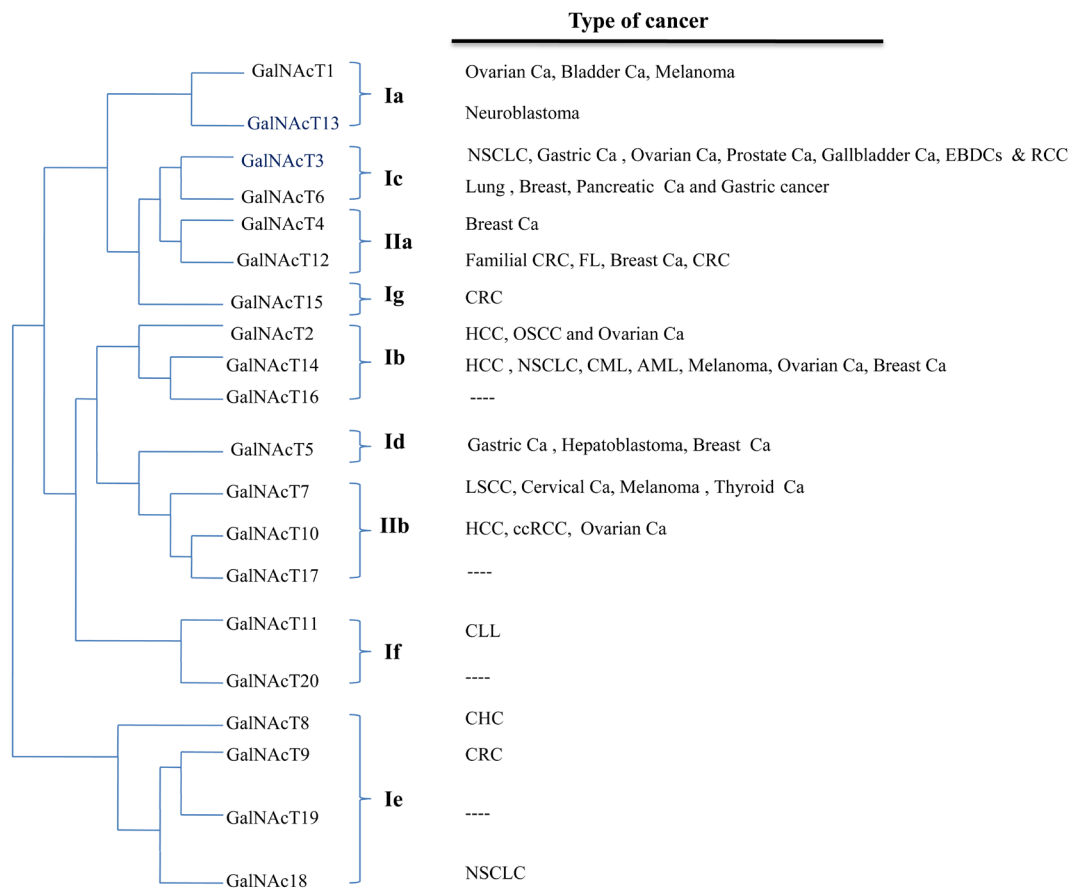 Type of cancer
GalNAcT1
Ia
Ovarian Ca, Bladder Ca, Melanoma
GalNAcT13
Neuroblastoma
GalNAcT3
Ic
NSCLC, Gastric Ca , Ovarian Ca, Prostate Ca, Gallbladder Ca, EBDCs & RCC
GalNAcT6
Lung , Breast, Pancreatic Ca and Gastric cancer
GalNAcT4
IIa
Breast Ca
GalNAcT12
Familial CRC, FL, Breast Ca, CRC
GalNAcT15
Ig
CRC
GalNAcT2
Ib
HCC, OSCC and Ovarian Ca
GalNAcT14
HCC , NSCLC, CML, AML, Melanoma, Ovarian Ca, Breast Ca
GalNAcT16
----
GalNAcT5
Id
Gastric Ca , Hepatoblastoma, Breast Ca
GalNAcT7
IIb
LSCC, Cervical Ca, Melanoma , Thyroid Ca
GalNAcT10
HCC, ccRCC, Ovarian Ca
GalNAcT17
----
GalNAcT11
If
CLL
GalNAcT20
----
GalNAcT8
Ie
CHC
GalNAcT9
CRC
GalNAcT19
----
GalNAc18
NSCLC